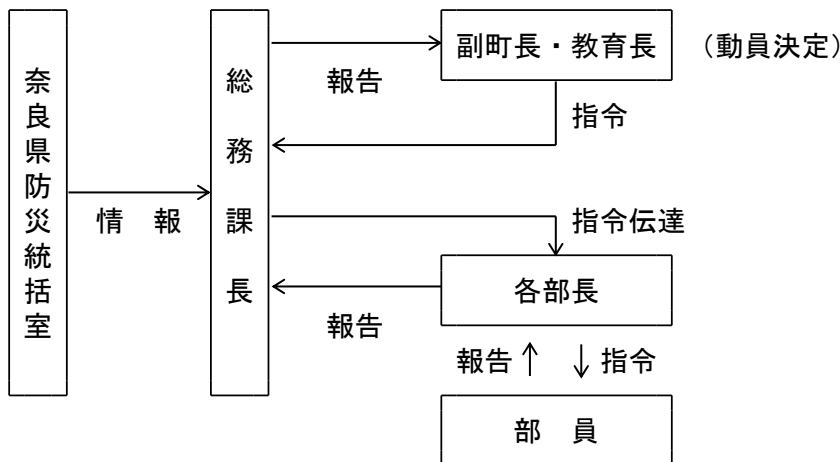 奈良県防災統括室
情　報
総務課長
報告
副町長・教育長
（動員決定）
指令
指令伝達
各部長
報告
報告
指令
部　員